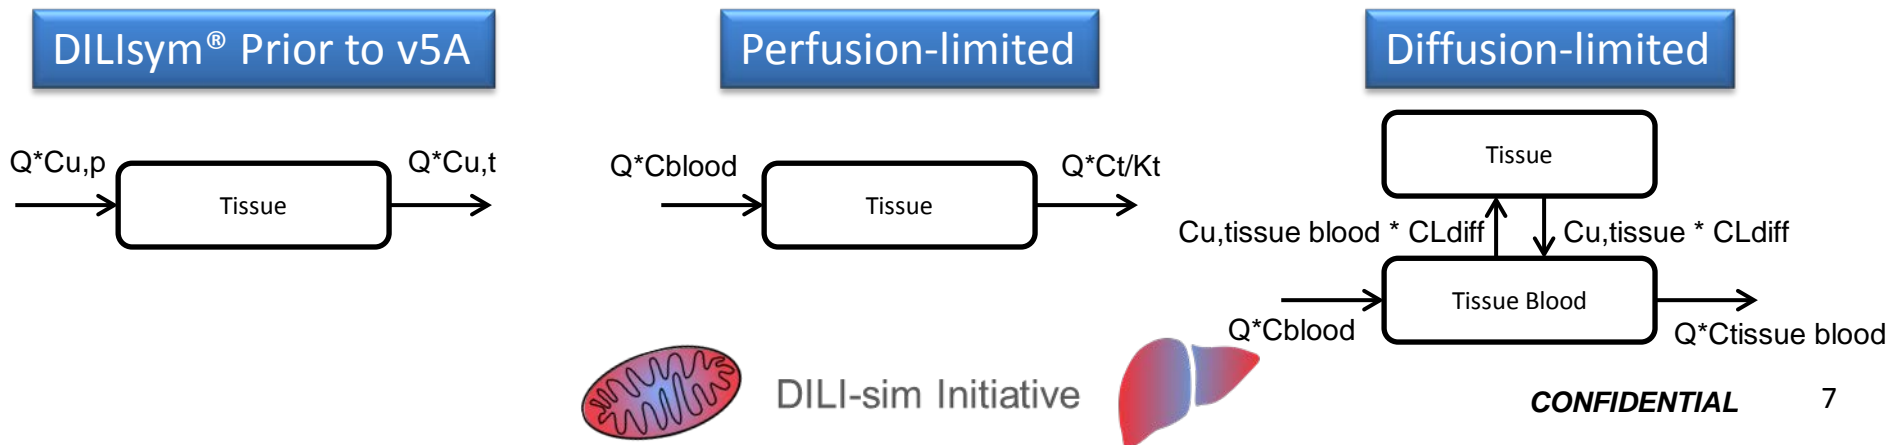 DILIsym® Prior to v5A
Q*Cu,p
Tissue
Q*Cu,t
Perfusion-limited
Q*Cblood
Tissue
Q*Ct/Kt
Diffusion-limited
Tissue
Cu,tissue blood * CLdiff
Cu,tissue * CLdiff
Tissue Blood
Q*Cblood
Q*Ctissue blood
DILI-sim Initiative
CONFIDENTIAL
7